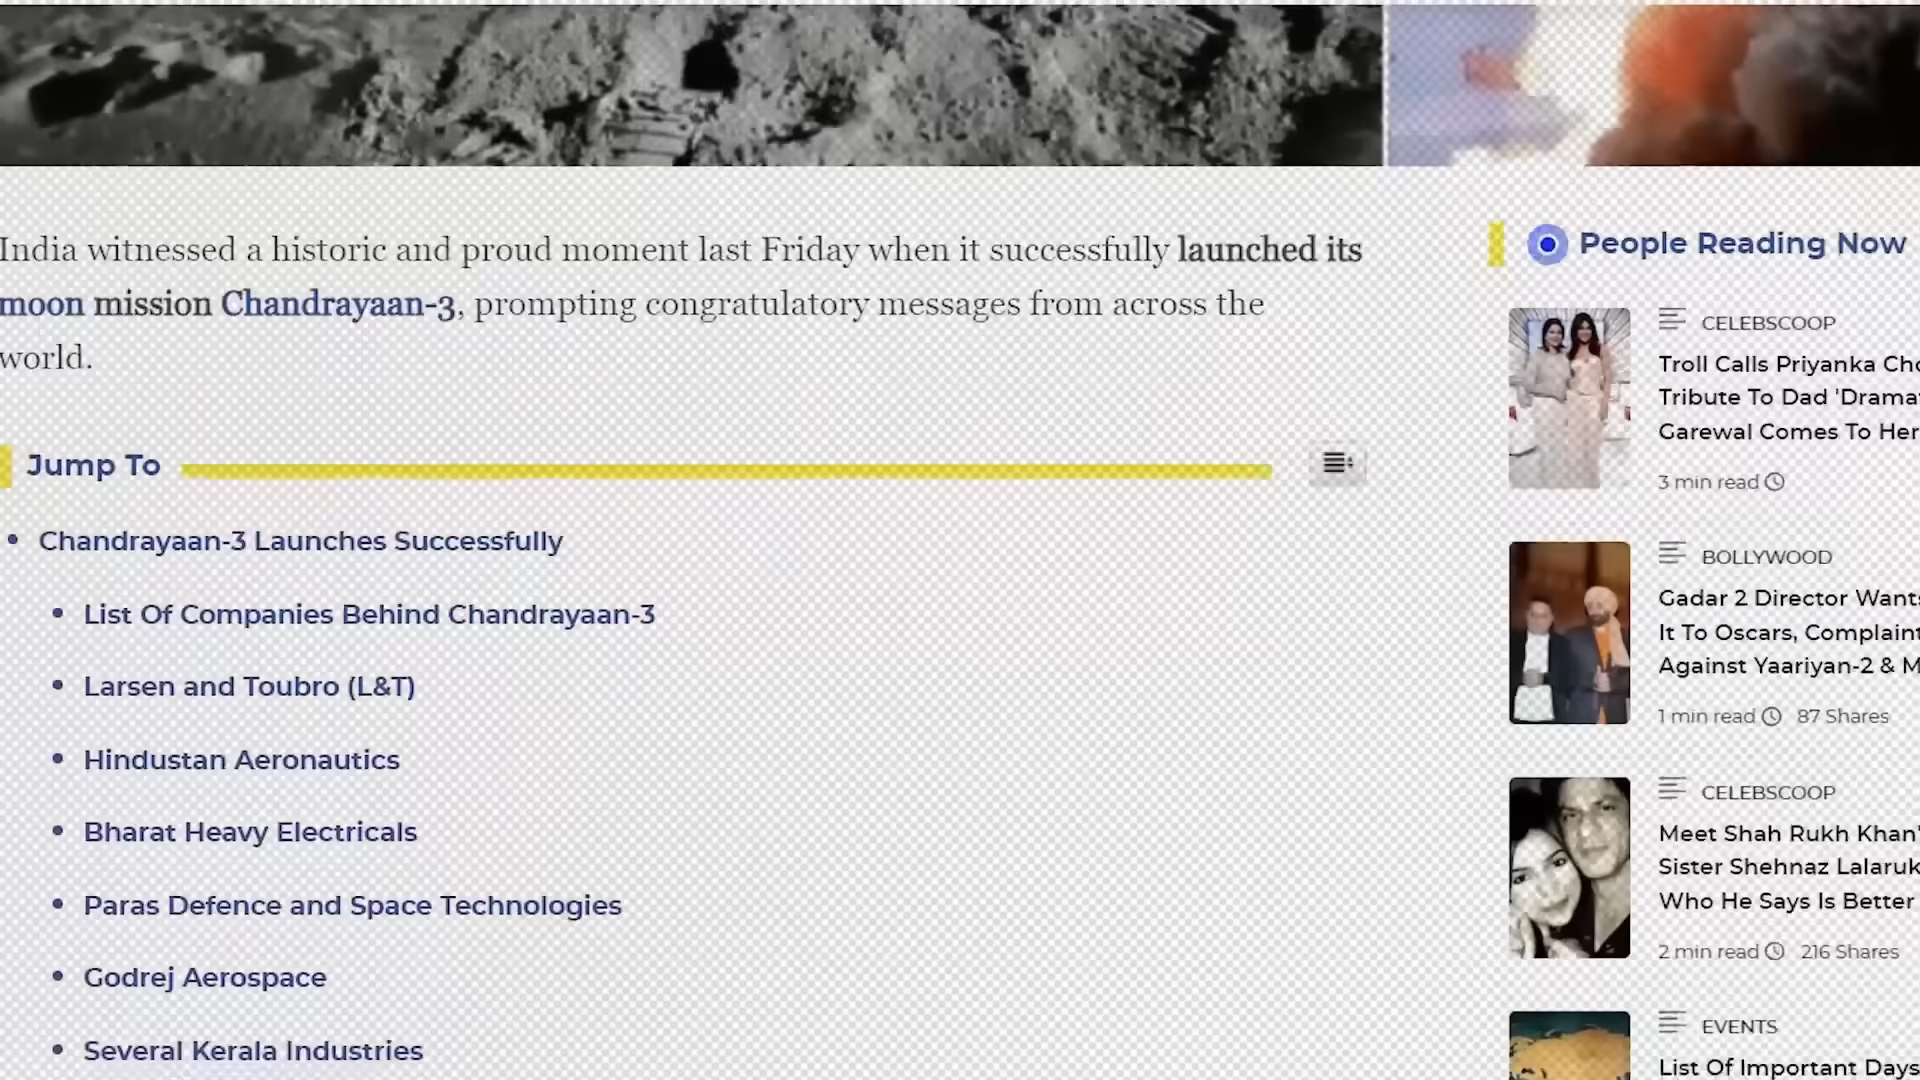 India witnessed a historic and proud moment last Friday when it successfully launched its
moon mission Chandrayaan-3, prompting congratulatory messages from across the
world.
Jump To
• Chandrayaan-3 Launches Successfully
• List Of Companies Behind Chandrayaan-3
• Larsen and Toubro (L&T)
• Hindustan Aeronautics
• Bharat Heavy Electricals
• Paras Defence and Space Technologies
• Godrej Aerospace
• Several Kerala Industries
People Reading Now
CELEBSCOOP
Troll Calls Priyanka
Tribute To Dad
Garewal Comes To Her
3 min read
BOLLYWOOD
Gadar 2 Director Wants
It To Oscars,
Against Yaariyan-2 &
1 min read 87 Shares
CELEBSCOOP
Meet Shah Rukh Khan'
Sister Shehnaz
Who He Says Is Better
2 min read 216 Shares
EVENTS
List Of Important Days